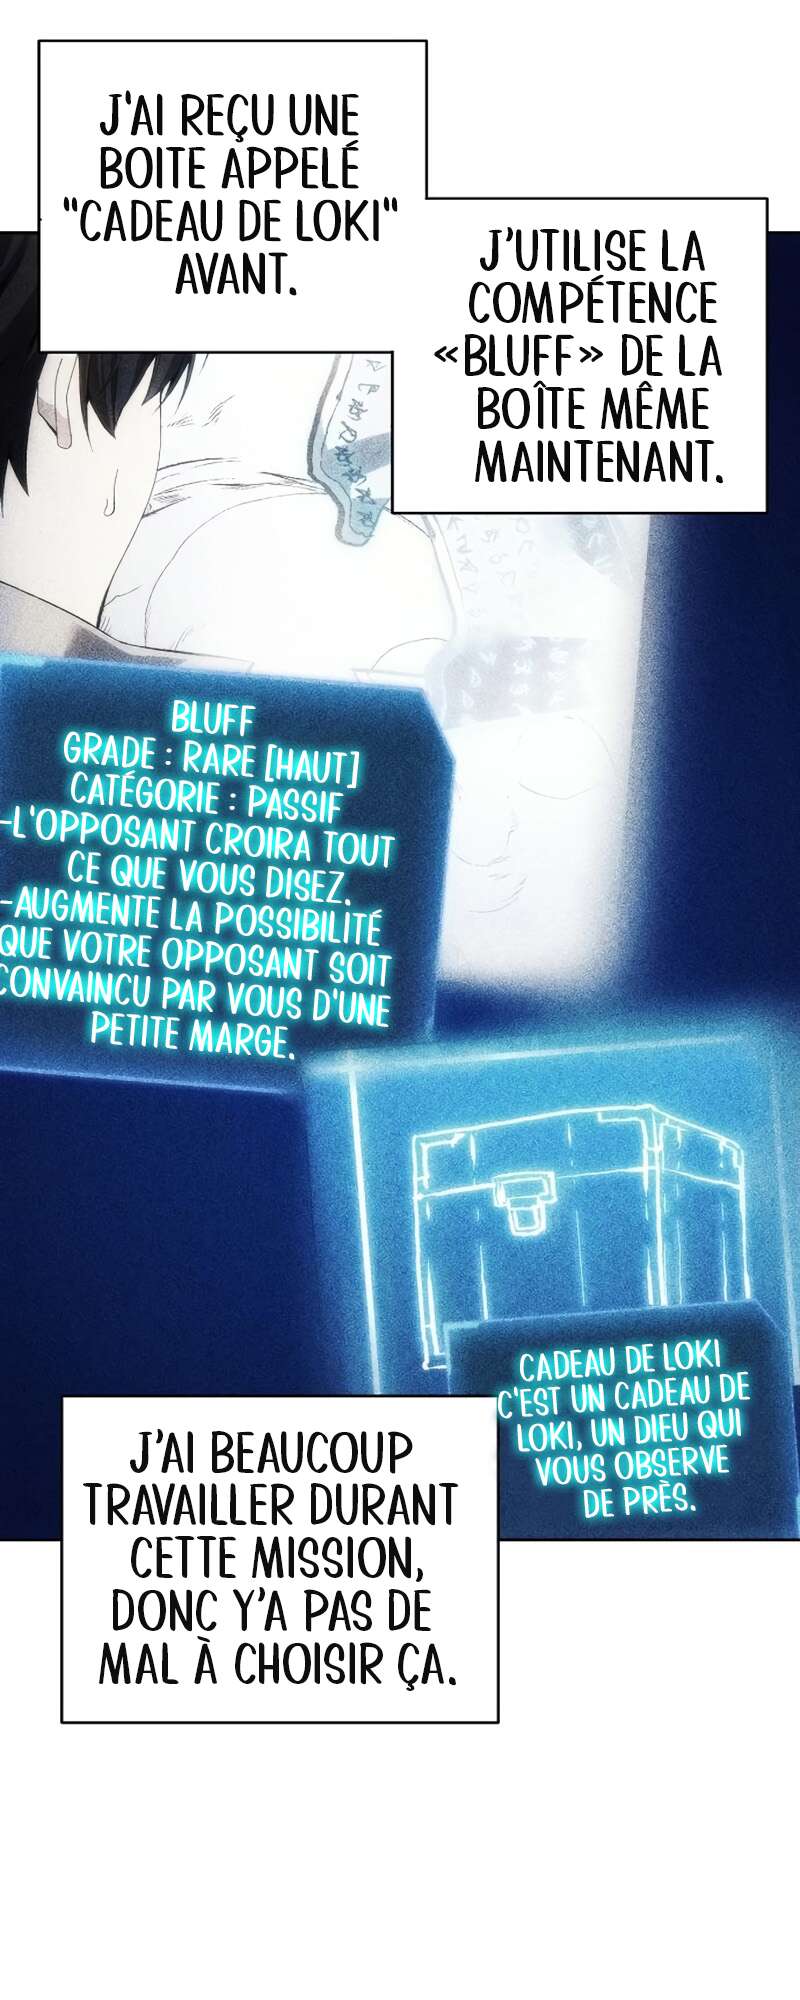 J'AI REÇU UNE
BOITE APPELÉ
"CADEAU DE LOKI"
AVANT.
J'UTILISE LA
COMPÉTENCE
«BLUFF» DE LA
BOÎTE MÊME
MAINTENANT.
BLUFF
GRADE : RARE [HAUT]
CATÉGORIE : PASSIF
-L'OPPOSANT CROIRA TOUT
CE QUE VOUS DISEZ.
-AUGMENTE LA POSSIBILITÉ
QUE VOTRE OPPOSANT SOIT
CONVAINCU PAR VOUS D'UNE
PETITE MARGE.
CADEAU DE LOKI
C'EST UN CADEAU DE
LOKI, UN DIEU QUI
VOUS OBSERVE
DE PRÈS.
J'AI BEAUCOUP
TRAVAILLER DURANT
CETTE MISSION,
DONC Y'A PAS DE
MAL À CHOISIR ÇA.